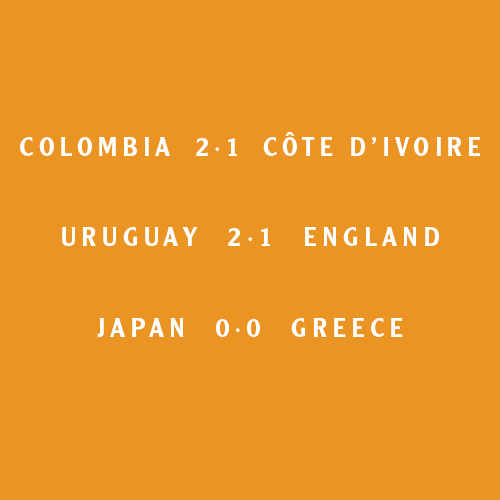 COLOMBIA 2·1 CÔTE D’IVOIRE
URUGUAY 2·1 ENGLAND
JAPAN 0·0 GREECE